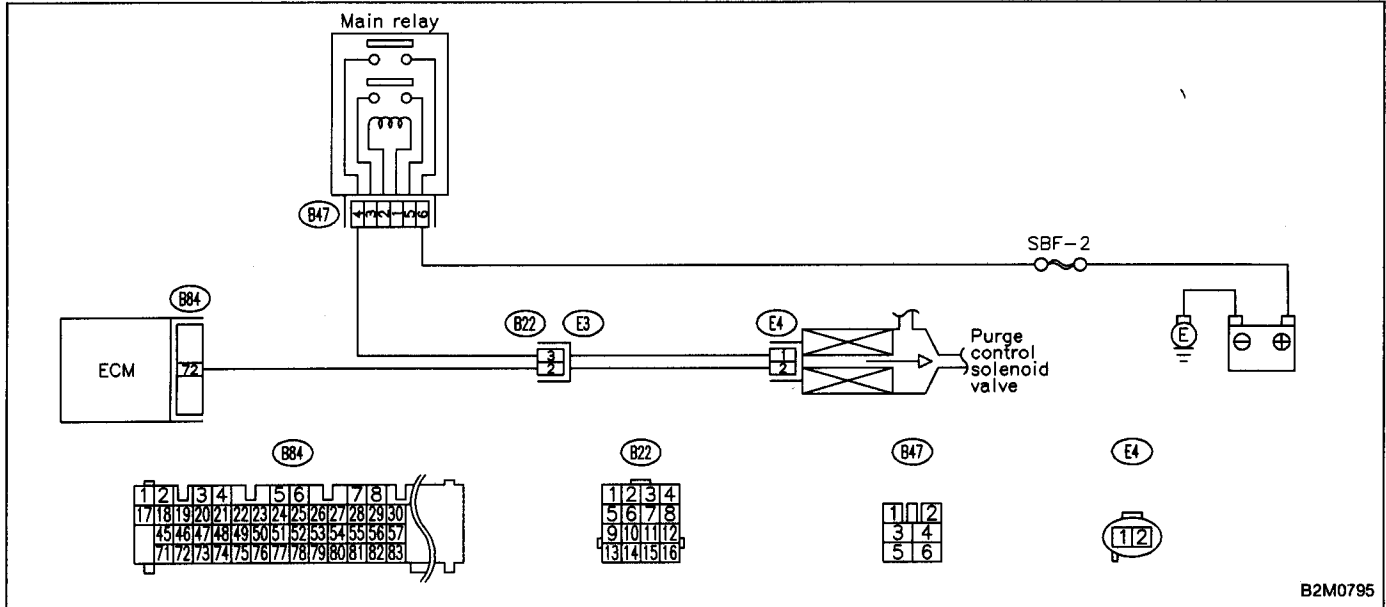 Main relay
B47
4 3 2 1 5 6
SBF-2
B84
B22
E3
E4
E
⊖ ⊕
ECM
72
3
2
1
2
Purge
control
solenoid
valve
B84
B22
B47
E4
1 2 3 4 5 6 7 8
17 18 19 20 21 22 23 24 25 26 27 28 29 30
45 46 47 48 49 50 51 52 53 54 55 56 57
71 72 73 74 75 76 77 78 79 80 81 82 83
1 2 3 4
5 6 7 8
9 10 11 12
13 14 15 16
1 2
3 4
5 6
1 2
B2M0795